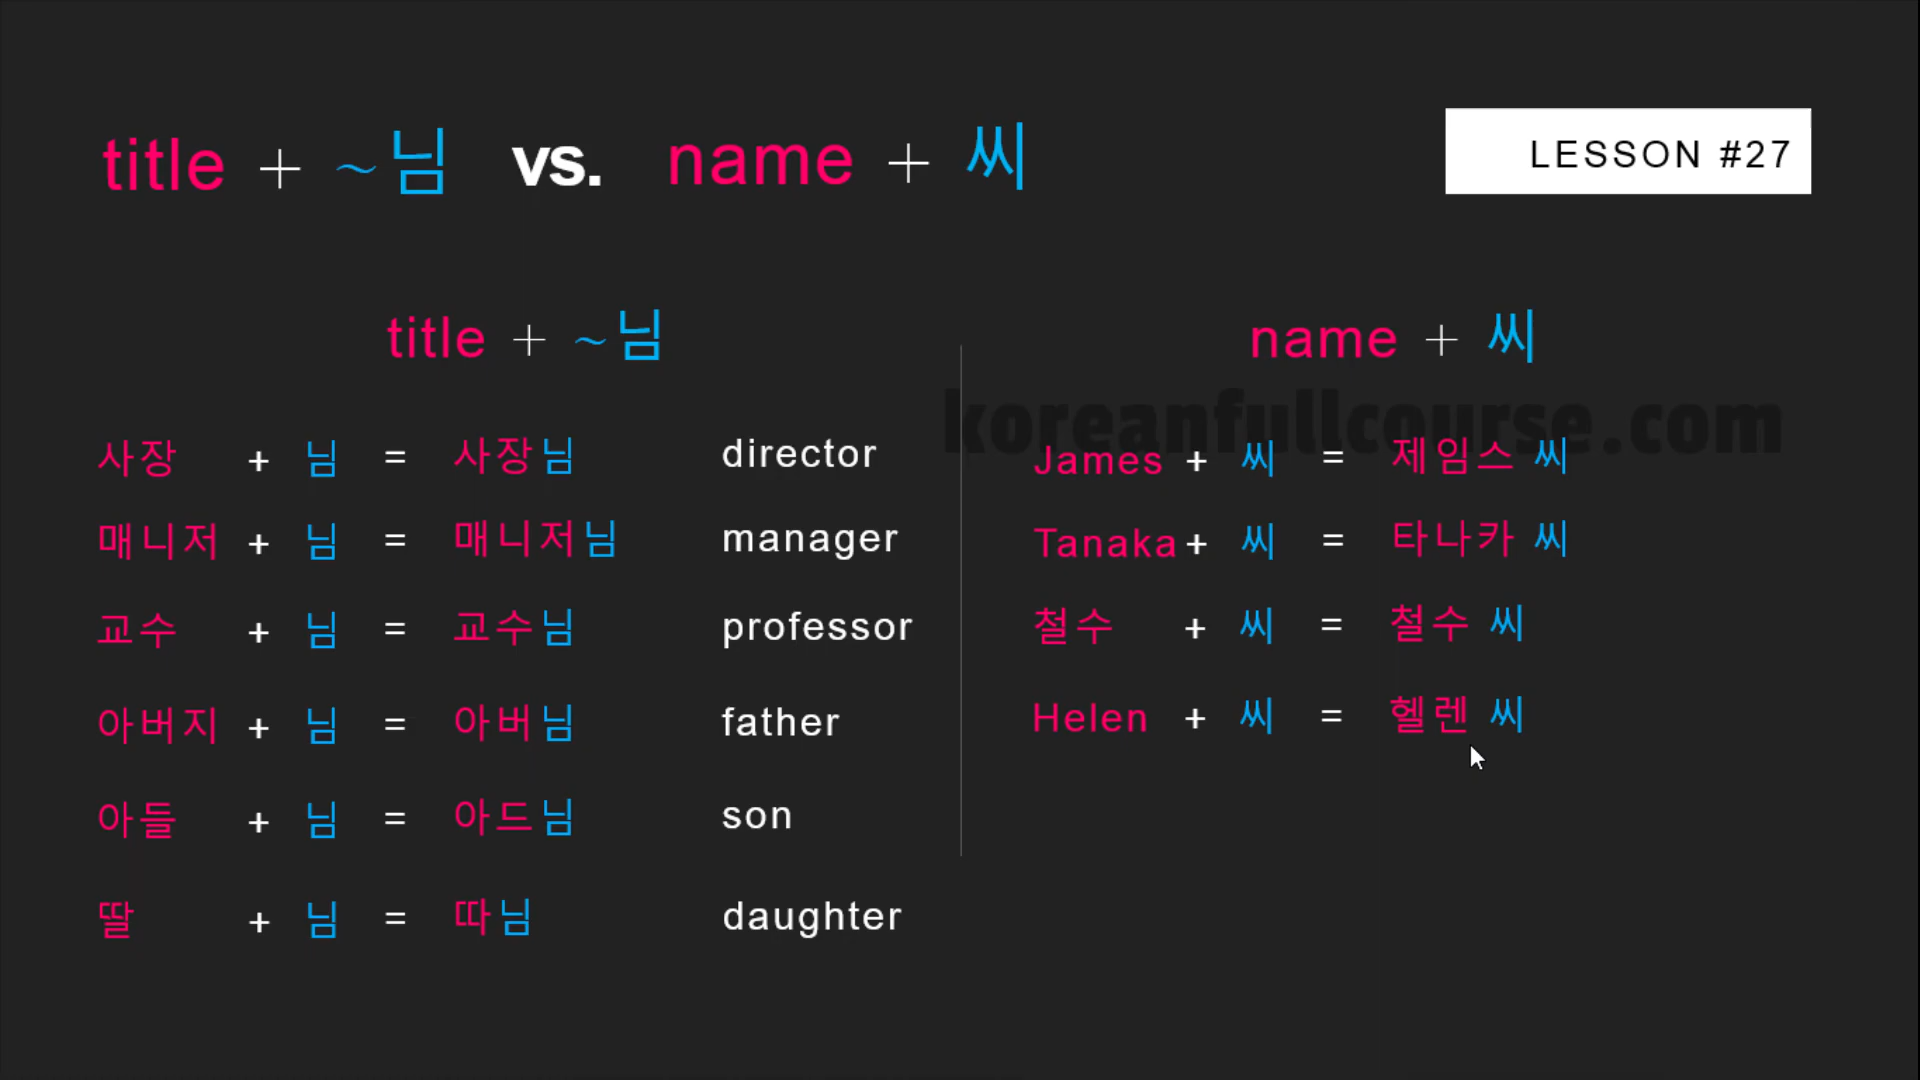 title + ~님 vs. name + 씨
LESSON #27
title + ~님
사장 + 님 = 사장님 director
매니저 + 님 = 매니저님 manager
교수 + 님 = 교수님 professor
아버지 + 님 = 아버님 father
아들 + 님 = 아드님 son
딸 + 님 = 따님 daughter
name + 씨
koreanfullcourse.com
James + 씨 = 제임스 씨
Tanaka + 씨 = 타나카 씨
철수 + 씨 = 철수 씨
Helen + 씨 = 헬렌 씨